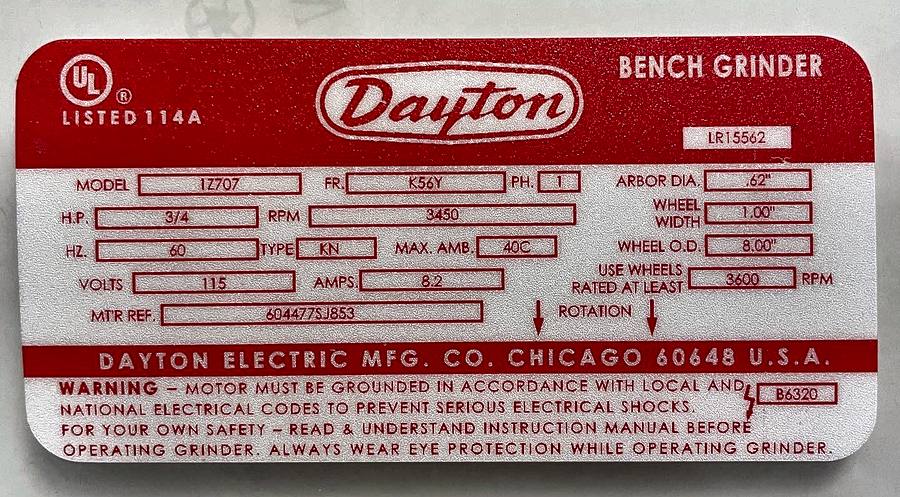 UL ®
LISTED 114A
Dayton
BENCH GRINDER
LR15562
MODEL 1Z707 FR. K56Y PH. 1 ARBOR DIA. .62"
H.P. 3/4 RPM 3450 WHEEL WIDTH 1.00"
HZ. 60 TYPE KN MAX. AMB. 40C WHEEL O.D. 8.00"
VOLTS 115 AMPS. 8.2 USE WHEELS RATED AT LEAST 3600 RPM
MT'R REF. 604477SJ853 ROTATION
DAYTON ELECTRIC MFG. CO. CHICAGO 60648 U.S.A.
WARNING – MOTOR MUST BE GROUNDED IN ACCORDANCE WITH LOCAL AND B6320
NATIONAL ELECTRICAL CODES TO PREVENT SERIOUS ELECTRICAL SHOCKS.
FOR YOUR OWN SAFETY – READ & UNDERSTAND INSTRUCTION MANUAL BEFORE
OPERATING GRINDER. ALWAYS WEAR EYE PROTECTION WHILE OPERATING GRINDER.